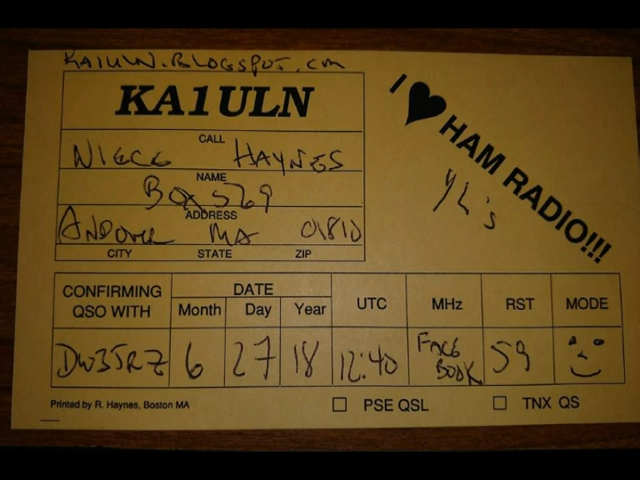 KA1ULN.BLOGSPOT.COM
KA1ULN
CALL
NIECE HAYNES
NAME
BOX 569
ADDRESS
ANDOVER MA 01810
CITY STATE ZIP
I ♥ HAM RADIO!!!
YL's
CONFIRMING QSO WITH
DATE
Month Day Year
UTC MHz RST MODE
DW3TRZ 6 27 18 12:40 FACE BOOK 59
Printed by R. Haynes, Boston MA
PSE QSL
TNX QS